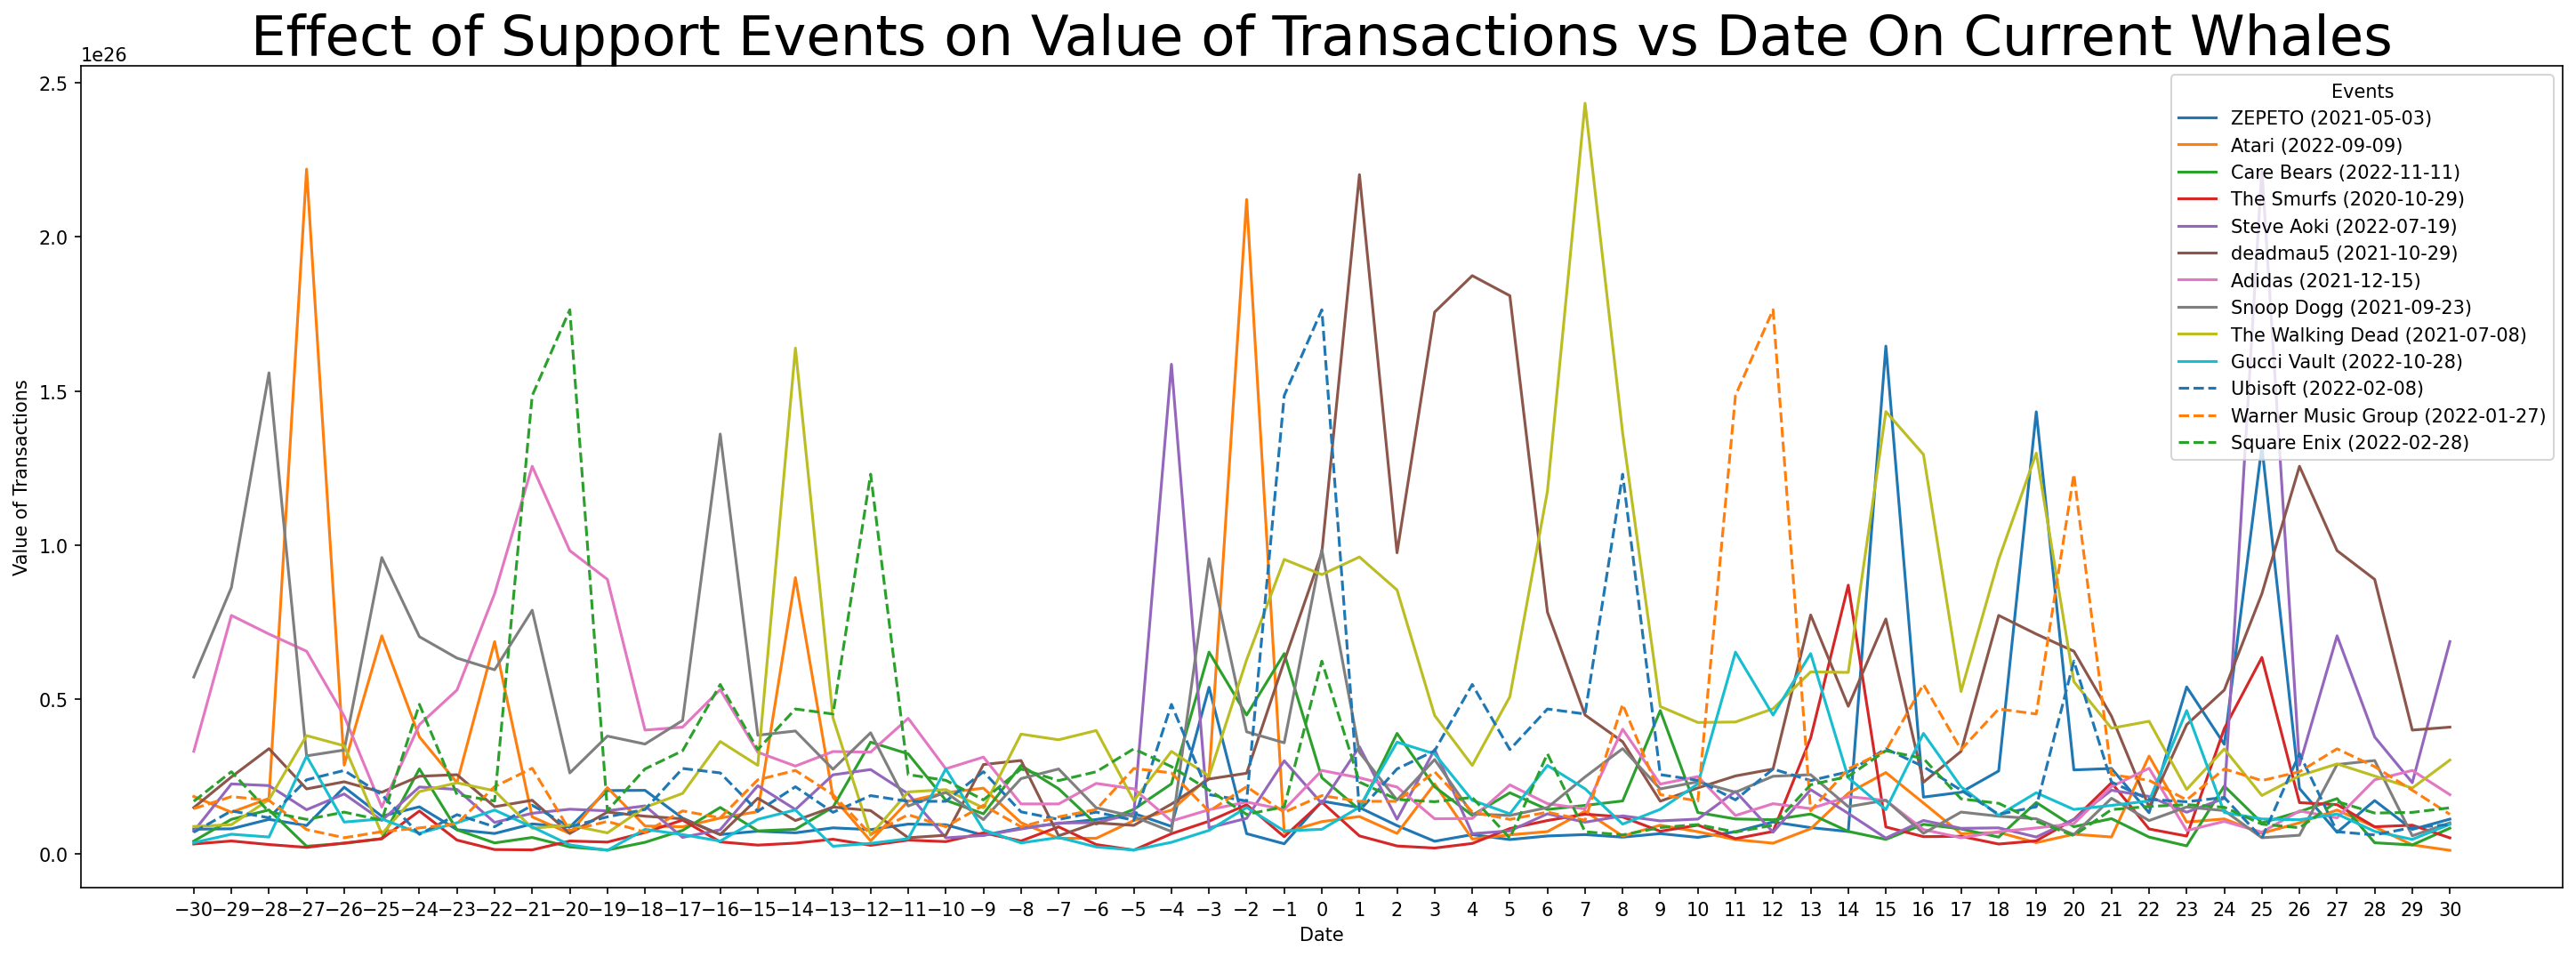 Effect of Support Events on Value of Transactions vs Date On Current Whales
1e26
2.5
2.0
1.5
1.0
0.5
0.0
Value of Transactions
Events
ZEPETO (2021-05-03)
Atari (2022-09-09)
Care Bears (2022-11-11)
The Smurfs (2020-10-29)
Steve Aoki (2022-07-19)
deadmau5 (2021-10-29)
Adidas (2021-12-15)
Snoop Dogg (2021-09-23)
The Walking Dead (2021-07-08)
Gucci Vault (2022-10-28)
Ubisoft (2022-02-08)
Warner Music Group (2022-01-27)
Square Enix (2022-02-28)
−30 −29 −28 −27 −26 −25 −24 −23 −22 −21 −20 −19 −18 −17 −16 −15 −14 −13 −12 −11 −10 −9 −8 −7 −6 −5 −4 −3 −2 −1 0 1 2 3 4 5 6 7 8 9 10 11 12 13 14 15 16 17 18 19 20 21 22 23 24 25 26 27 28 29 30
Date